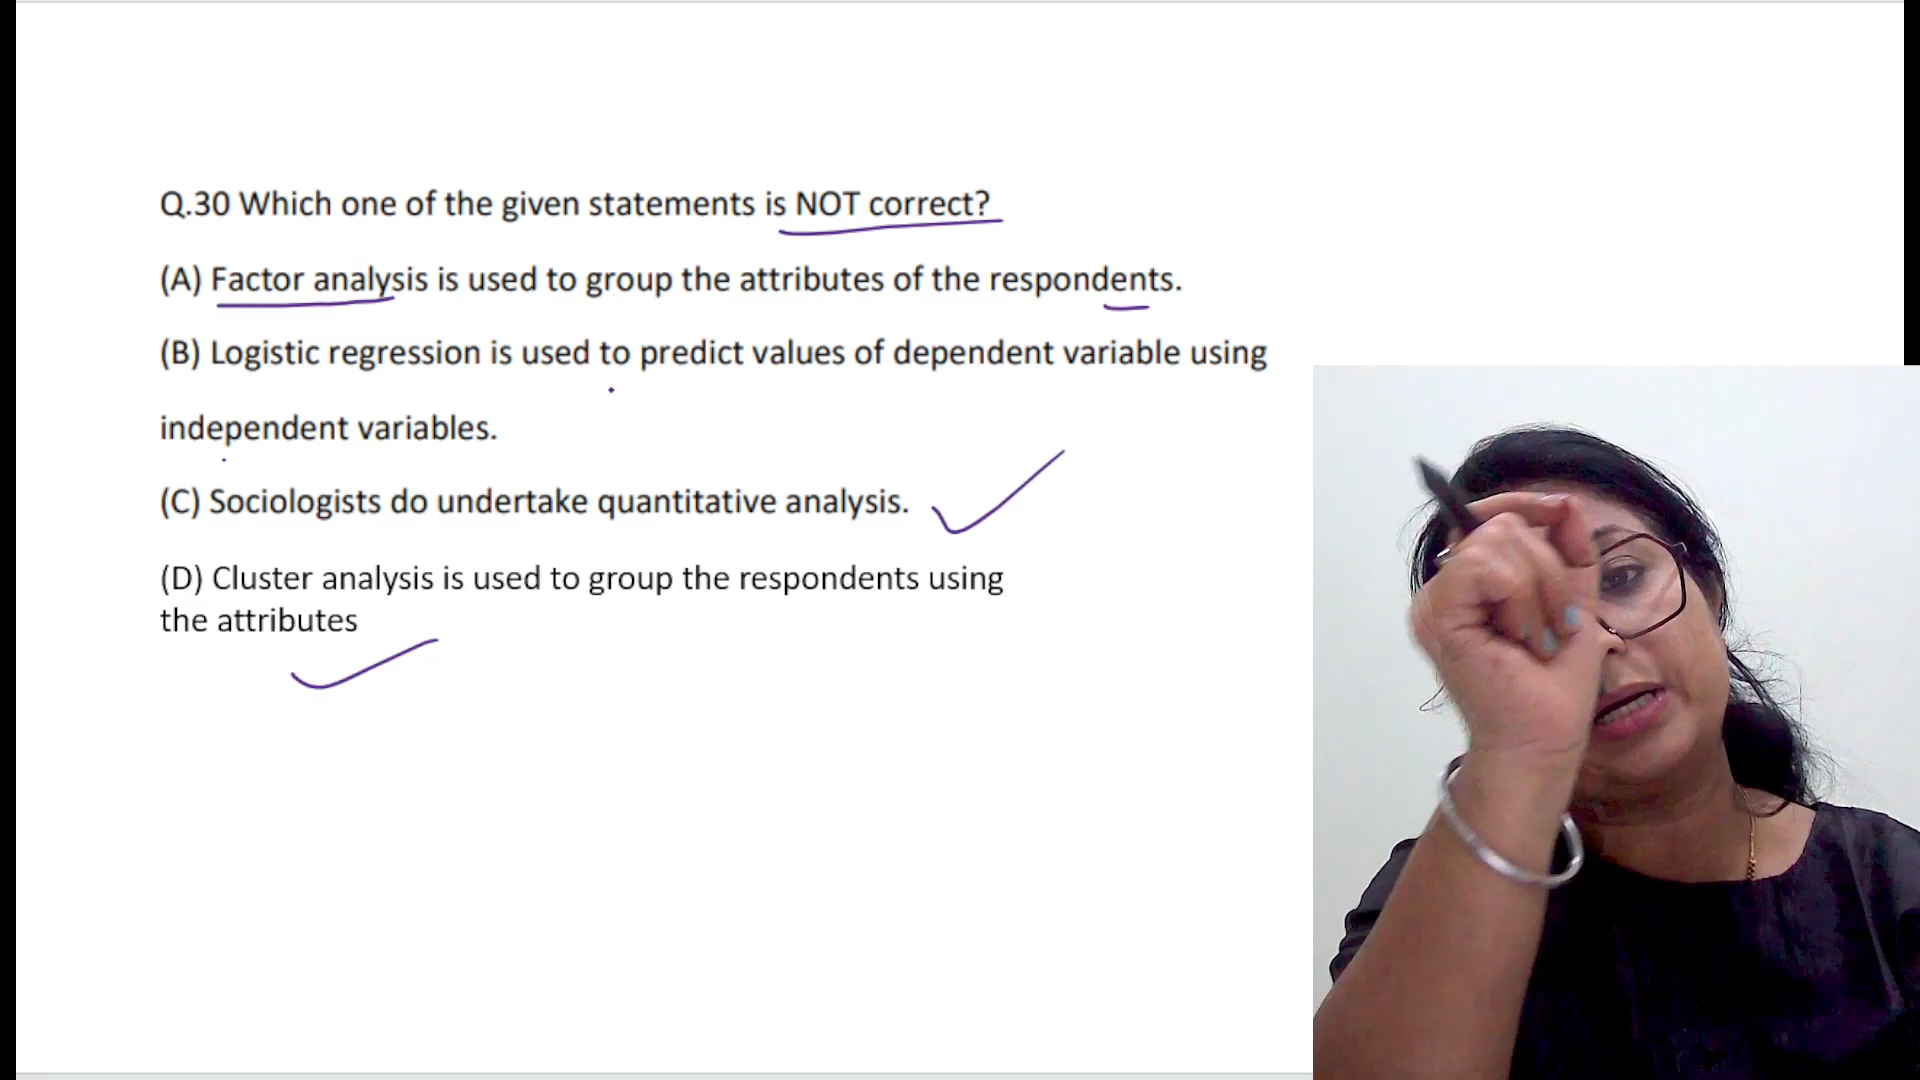 Q.30 Which one of the given statements is NOT correct?
(A) Factor analysis is used to group the attributes of the respondents.
(B) Logistic regression is used to predict values of dependent variable using
independent variables.
(C) Sociologists do undertake quantitative analysis.
(D) Cluster analysis is used to group the respondents using
the attributes